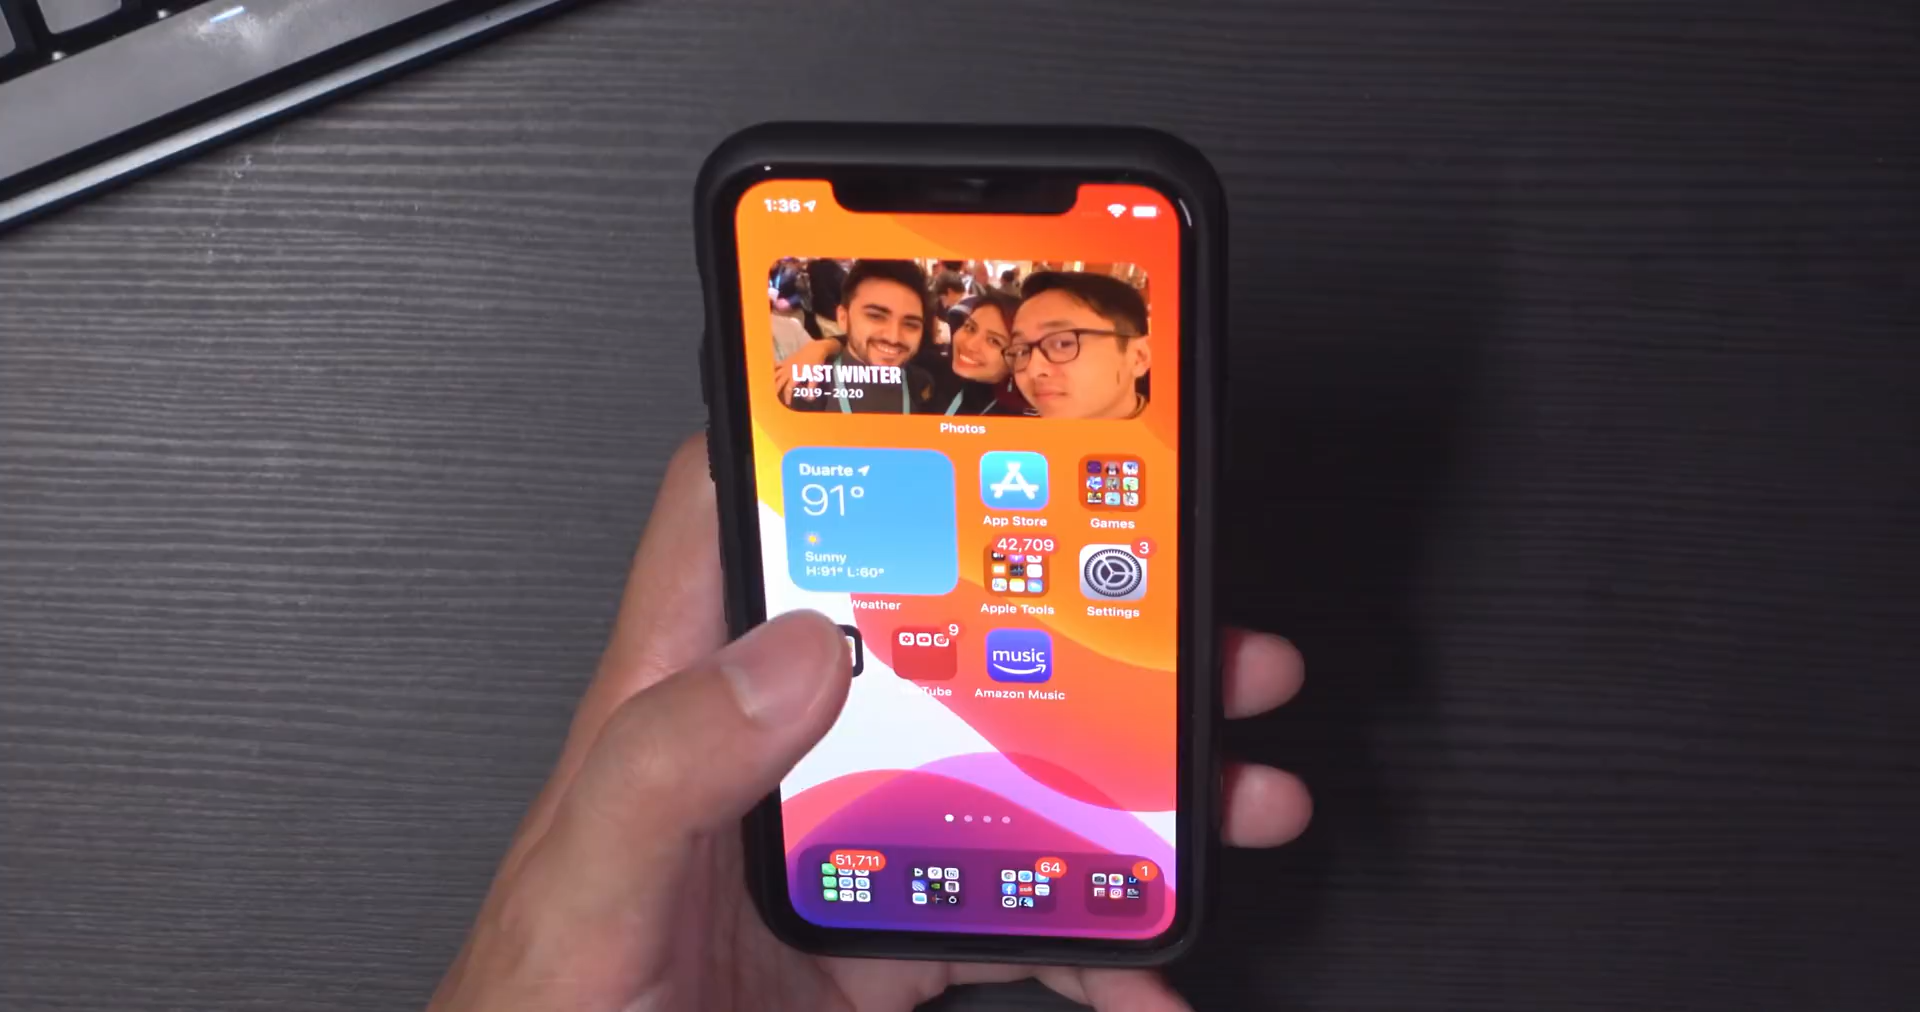 1:36
LAST WINTER
2019 – 2020
Photos
Duarte
91°
Sunny
H:91° L:60°
Weather
App Store
Games
42,709
Apple Tools
3
Settings
9
YouTube
music
Amazon Music
51,711
64
1